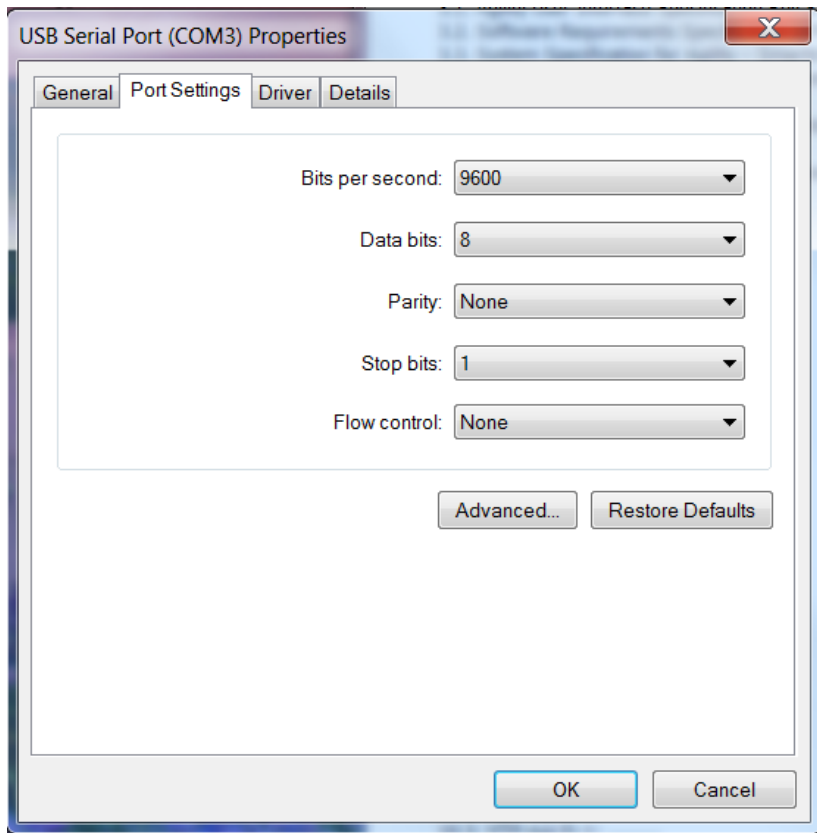 USB Serial Port (COM3) Properties
X
General Port Settings Driver Details
Bits per second: 9600
Data bits: 8
Parity: None
Stop bits: 1
Flow control: None
Advanced... Restore Defaults
OK Cancel